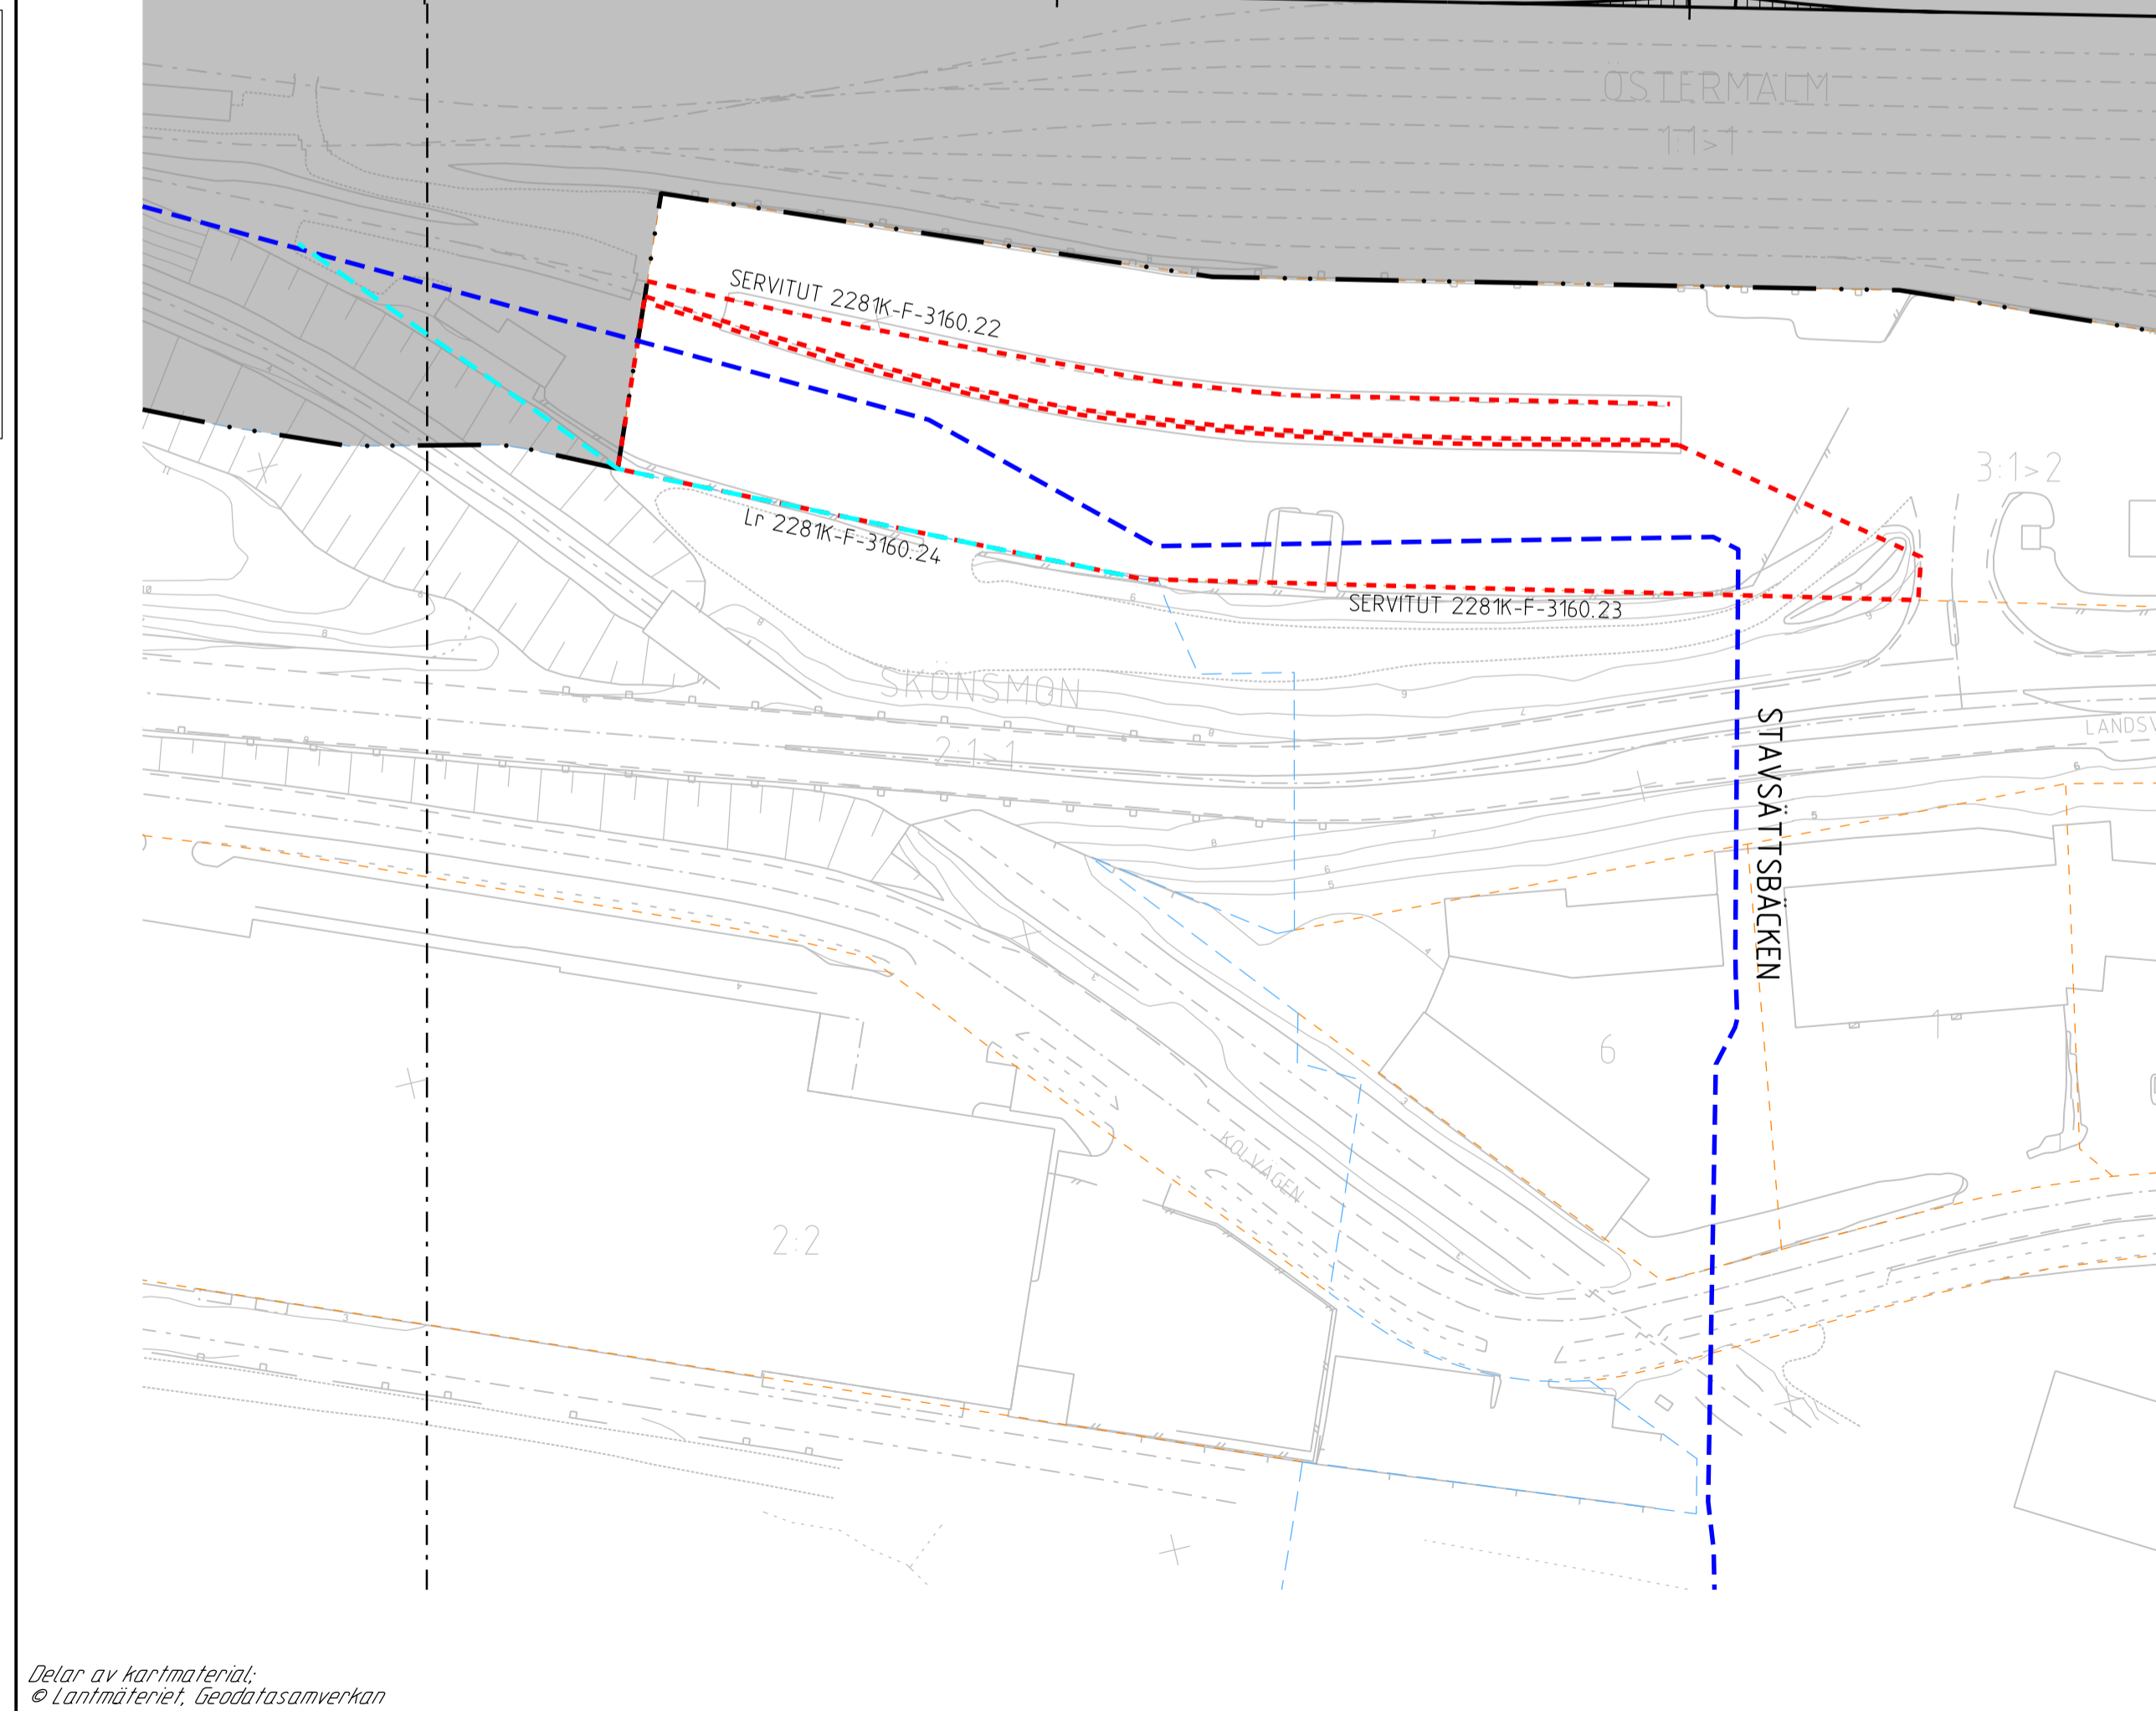 ÖSTERMALM
1:1>1
SERVITUT 2281K-F-3160.22
3:1>2
Lr 2281K-F-3160.24
SERVITUT 2281K-F-3160.23
SKÖNSMON
2:1>1
LANDSV
STAVSÄTTSBÄCKEN
6
1
KOLVÄGEN
2:2
Delar av kartmaterial;
© Lantmäteriet, Geodatasamverkan